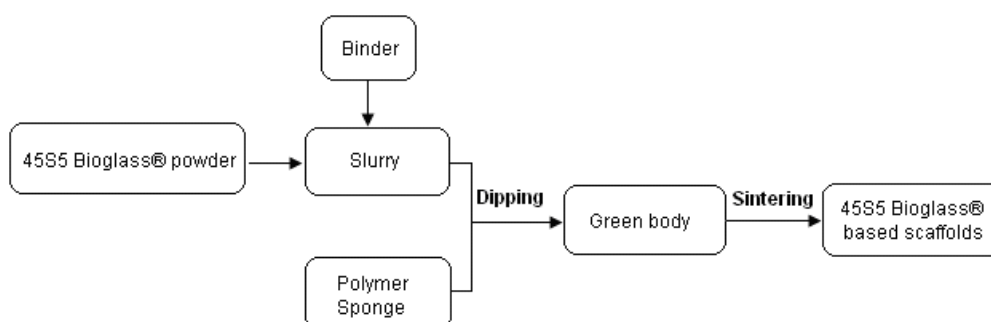 Binder
45S5 Bioglass® powder
Slurry
Dipping
Green body
Sintering
45S5 Bioglass®
based scaffolds
Polymer
Sponge